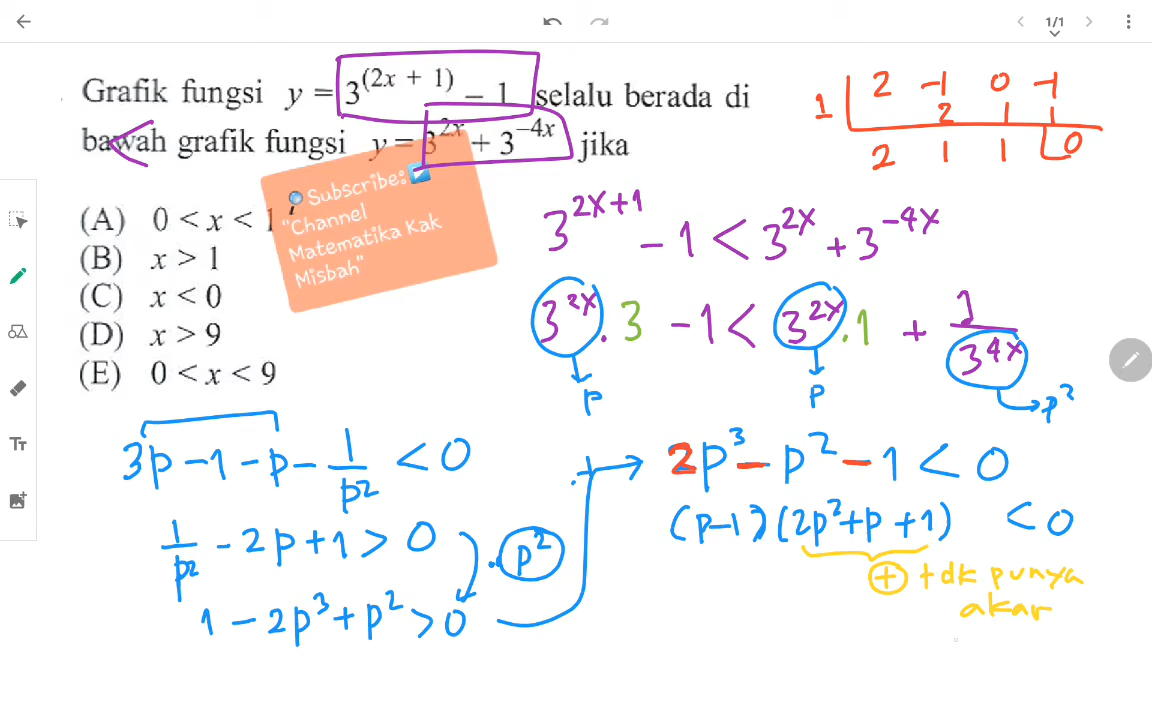 1/1
Grafik fungsi y = 3^(2x + 1) − 1 selalu berada di
bawah grafik fungsi y = 3^2x + 3^−4x jika
<
(A) 0 < x < 1
(B) x > 1
(C) x < 0
(D) x > 9
(E) 0 < x < 9
Subscribe:
"Channel
Matematika Kak
Misbah"
1 | 2 -1 0 -1
2 1 1
2 1 1 0
3^2x+1 − 1 < 3^2x + 3^−4x
3^2x . 3 − 1 < 3^2x . 1 + 1/3^4x
p p p²
3p − 1 − p − 1/p² < 0
1/p² − 2p + 1 > 0
. p²
1 − 2p³ + p² > 0
2p³ − p² − 1 < 0
(p−1)(2p²+p+1) < 0
+ tdk punya
akar
Tт